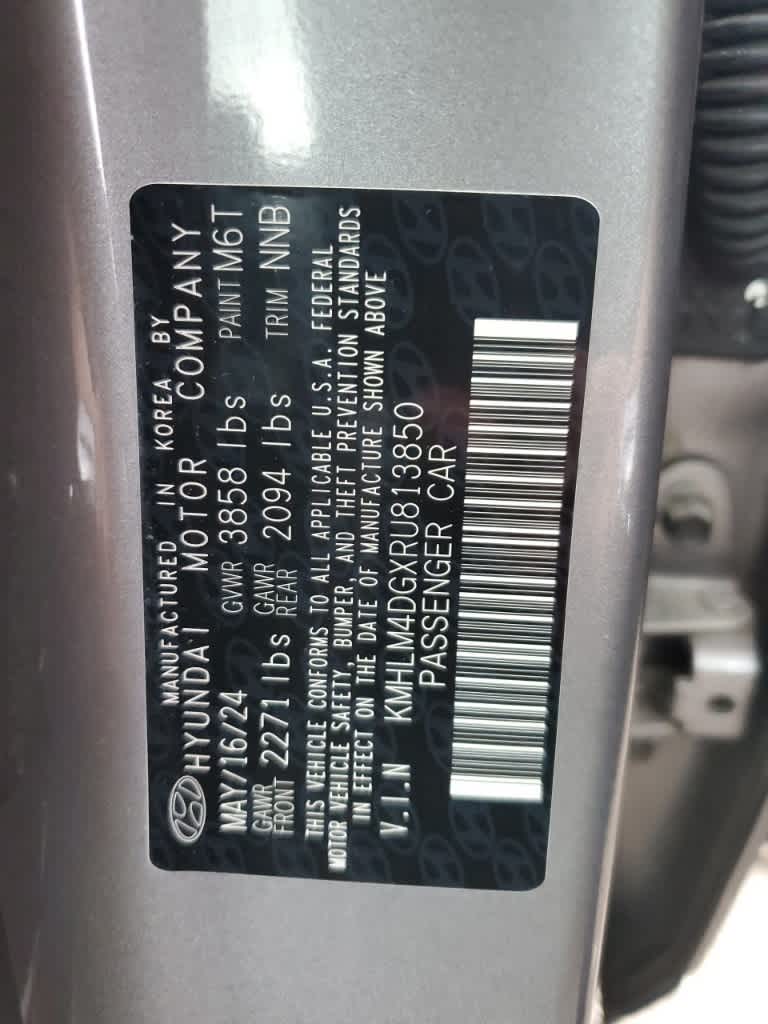 MANUFACTURED IN KOREA BY
HYUNDAI MOTOR COMPANY
MAY/16/24 GVWR 3858 lbs PAINT M6T
GAWR FRONT 2271 lbs GAWR REAR 2094 lbs TRIM NNB
THIS VEHICLE CONFORMS TO ALL APPLICABLE U.S.A. FEDERAL
MOTOR VEHICLE SAFETY, BUMPER, AND THEFT PREVENTION STANDARDS
IN EFFECT ON THE DATE OF MANUFACTURE SHOWN ABOVE
V.I.N KMHLM4DGXRU813850
PASSENGER CAR